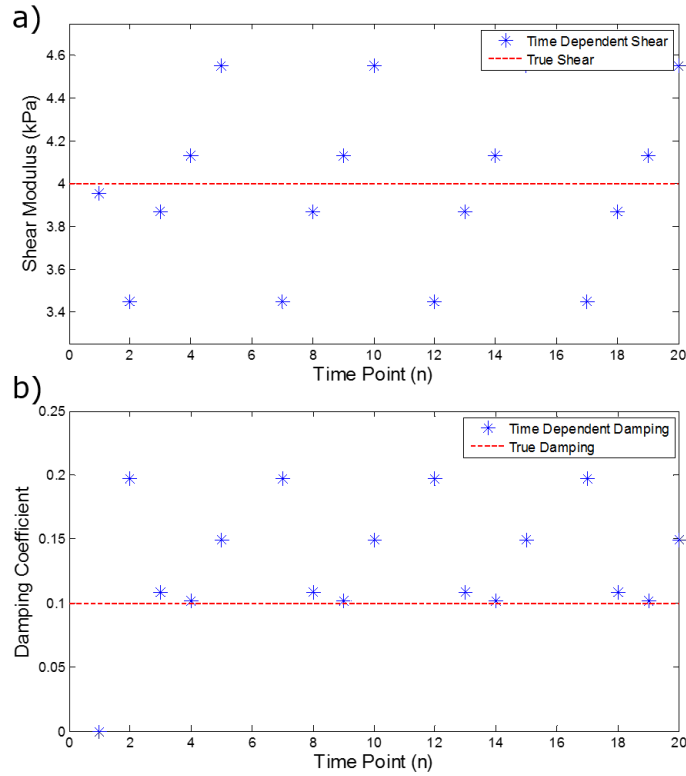 a)
Shear Modulus (kPa)
4.6
4.2
4
3.8
3.6
3.4
Time Dependent Shear
True Shear
0 2 4 6 8 10 12 14 16 18 20
Time Point (n)
b)
Damping Coefficient
0.25
0.2
0.15
0.1
0.05
0
Time Dependent Damping
True Damping
0 2 4 6 8 10 12 14 16 18 20
Time Point (n)